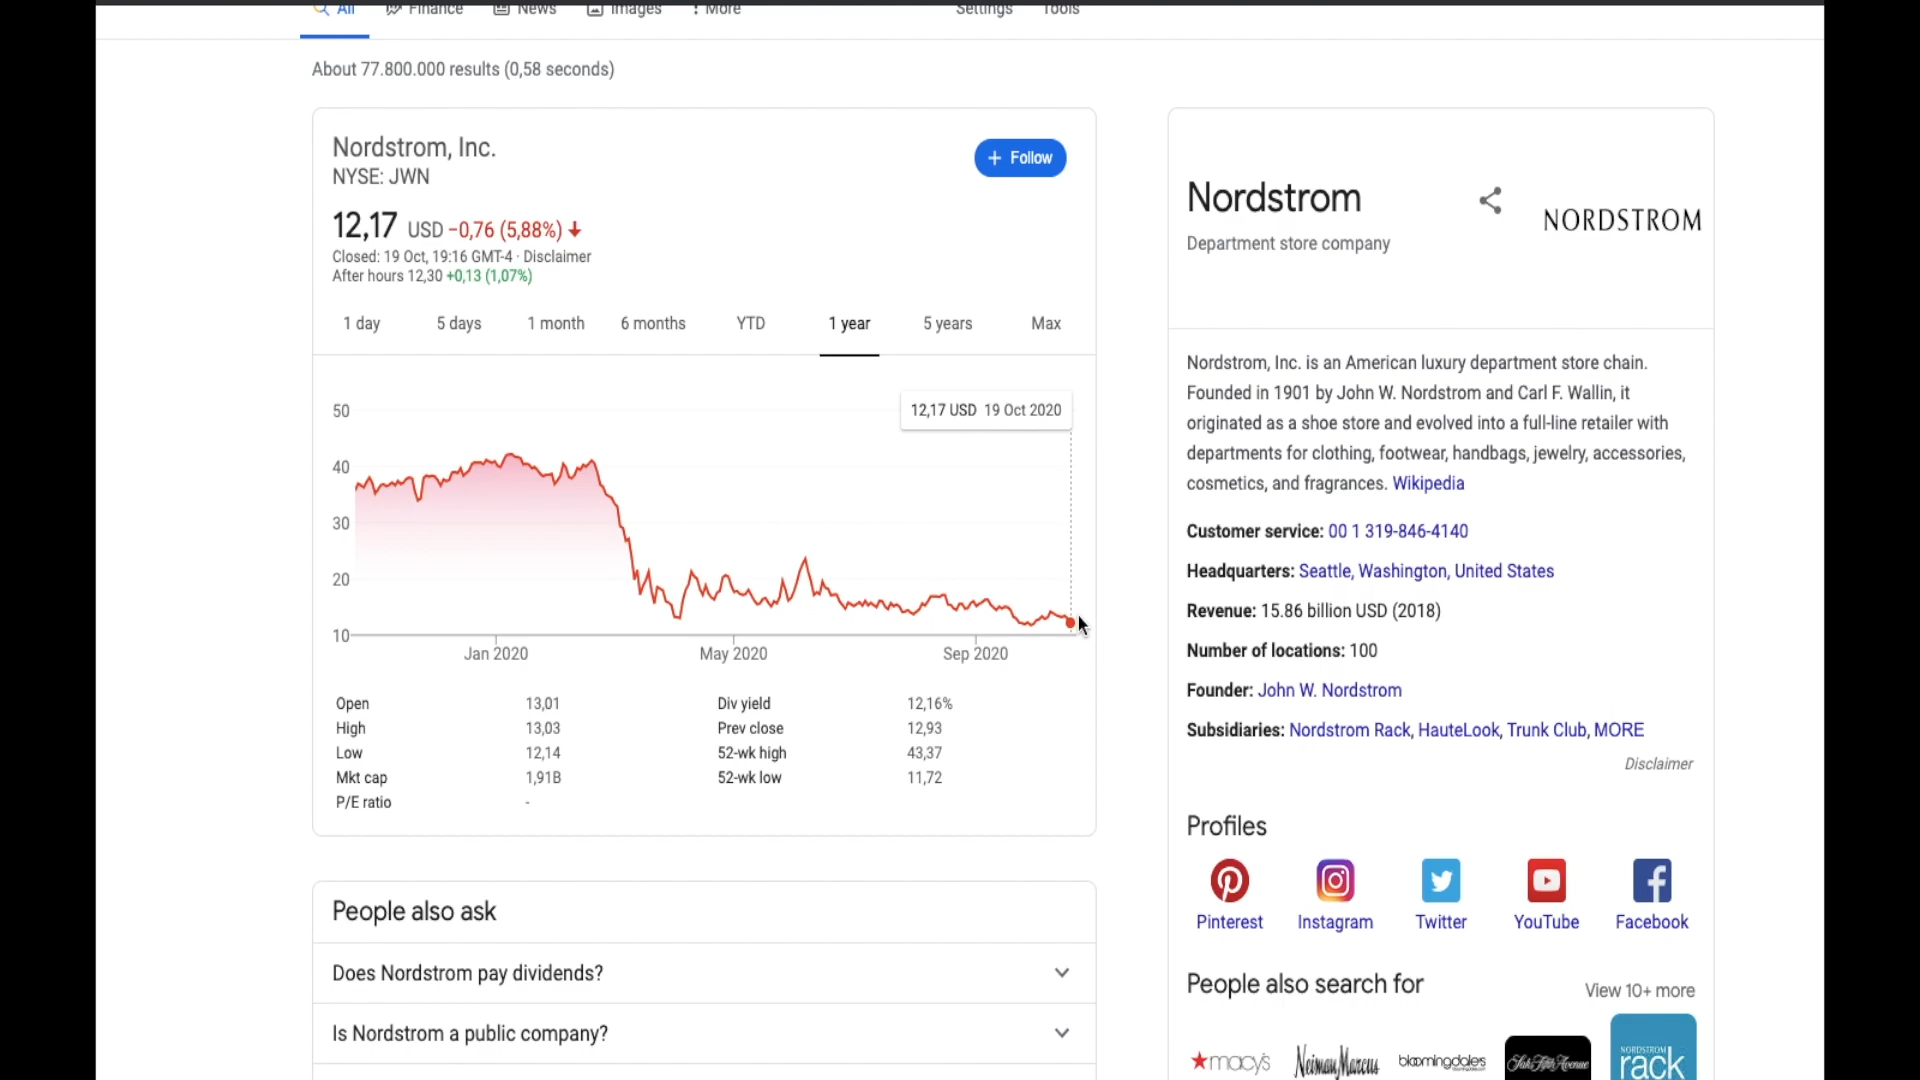 All Finance News Images More Settings Tools
About 77.800.000 results (0,58 seconds)
Nordstrom, Inc.
NYSE: JWN
+ Follow
12,17 USD −0,76 (5,88%)
Closed: 19 Oct, 19:16 GMT-4 · Disclaimer
After hours 12,30 +0,13 (1,07%)
1 day 5 days 1 month 6 months YTD 1 year 5 years Max
12,17 USD 19 Oct 2020
50
40
30
20
10
Jan 2020 May 2020 Sep 2020
Open 13,01 Div yield 12,16%
High 13,03 Prev close 12,93
Low 12,14 52-wk high 43,37
Mkt cap 1,91B 52-wk low 11,72
P/E ratio -
People also ask
Does Nordstrom pay dividends?
Is Nordstrom a public company?
Nordstrom
Department store company
NORDSTROM
Nordstrom, Inc. is an American luxury department store chain.
Founded in 1901 by John W. Nordstrom and Carl F. Wallin, it
originated as a shoe store and evolved into a full-line retailer with
departments for clothing, footwear, handbags, jewelry, accessories,
cosmetics, and fragrances. Wikipedia
Customer service: 00 1 319-846-4140
Headquarters: Seattle, Washington, United States
Revenue: 15.86 billion USD (2018)
Number of locations: 100
Founder: John W. Nordstrom
Subsidiaries: Nordstrom Rack, HauteLook, Trunk Club, MORE
Disclaimer
Profiles
Pinterest Instagram Twitter YouTube Facebook
People also search for
View 10+ more
macy's Neiman Marcus bloomingdale's Saks Fifth Avenue NORDSTROM rack